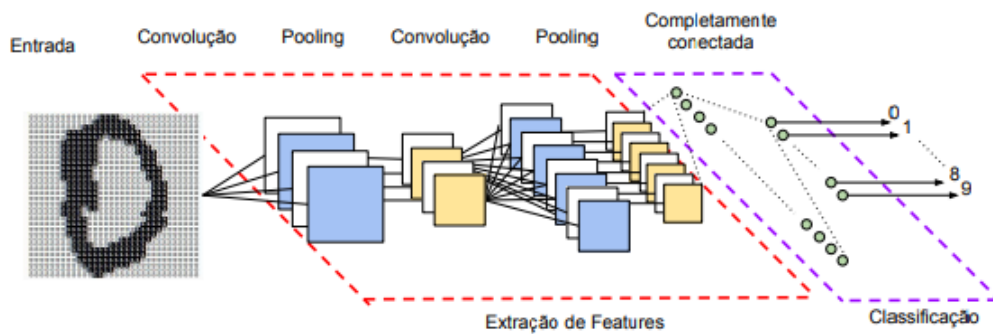 Entrada
Convolução
Pooling
Convolução
Pooling
Completamente
conectada
0
1
8
9
Extração de Features
Classificação